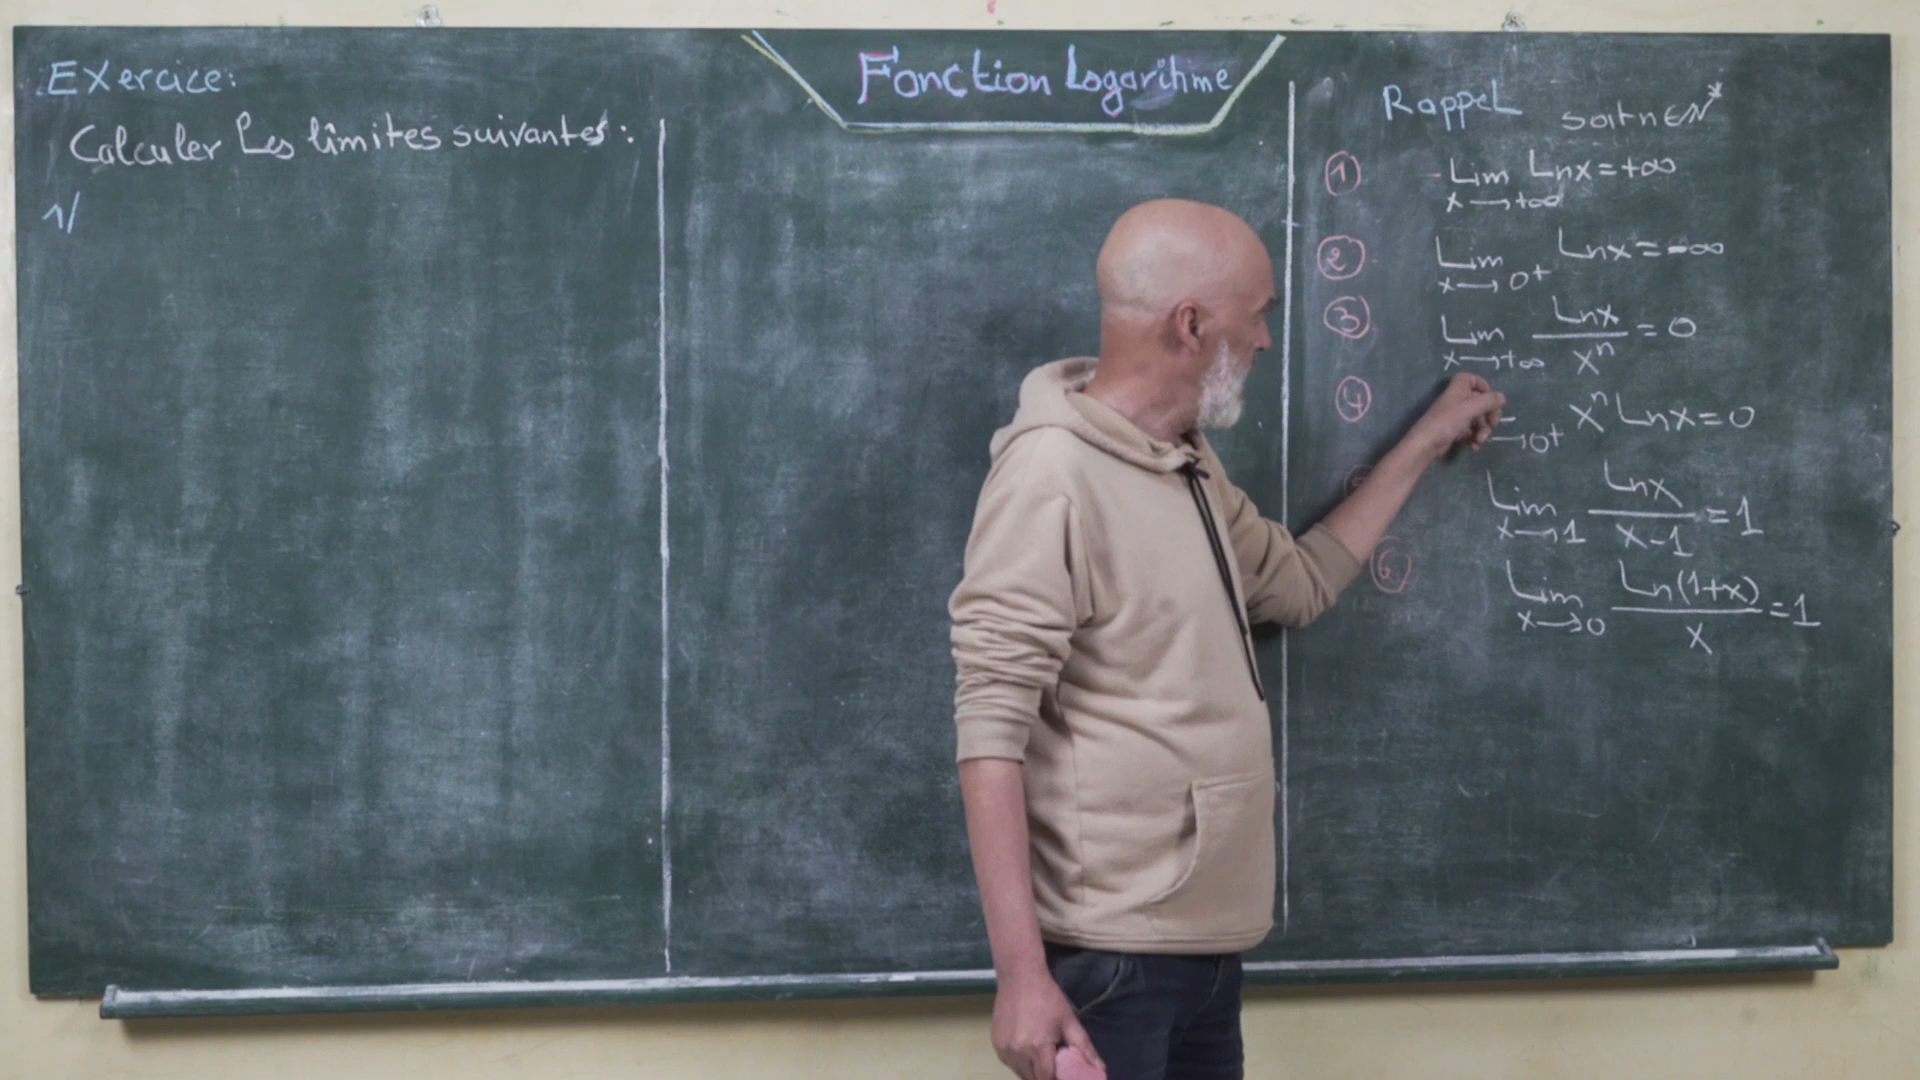 Fonction Logarithme
Exercice:
Calculer les limites suivantes:
1/
Rappel
soit n ∈ N*
① Lim Lnx = +∞
x → +∞
② Lim Lnx = -∞
x → 0+
③ Lim Lnx / x^n = 0
x → +∞
④ x^n Lnx = 0
→ 0+
Lim Lnx / x-1 = 1
x → 1
⑥ Lim Ln(1+x) / x = 1
x → 0